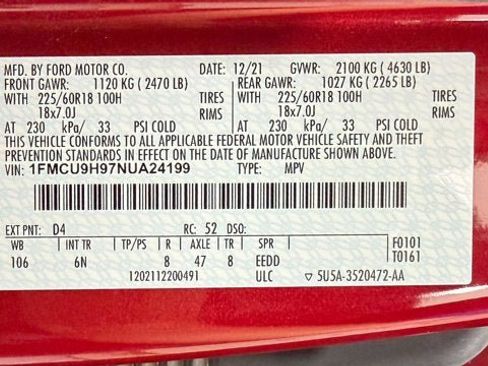 MFD. BY FORD MOTOR CO. DATE: 12/21 GVWR: 2100 KG ( 4630 LB)
FRONT GAWR: 1120 KG ( 2470 LB) REAR GAWR: 1027 KG ( 2265 LB)
WITH 225/60R18 100H TIRES WITH 225/60R18 100H TIRES
18x7.0J RIMS 18x7.0J RIMS
AT 230 kPa/ 33 PSI COLD AT 230 kPa/ 33 PSI COLD
THIS VEHICLE CONFORMS TO ALL APPLICABLE FEDERAL MOTOR VEHICLE SAFETY AND THEFT
PREVENTION STANDARDS IN EFFECT ON THE DATE OF MANUFACTURE SHOWN ABOVE.
VIN: 1FMCU9H97NUA24199 TYPE: MPV
EXT PNT: D4 RC: 52 DSO:
WB INT TR TP/PS R AXLE TR SPR F0101
106 6N 8 47 8 EEDD T0161
1202112200491 ULC ▽ 5U5A-3520472-AA